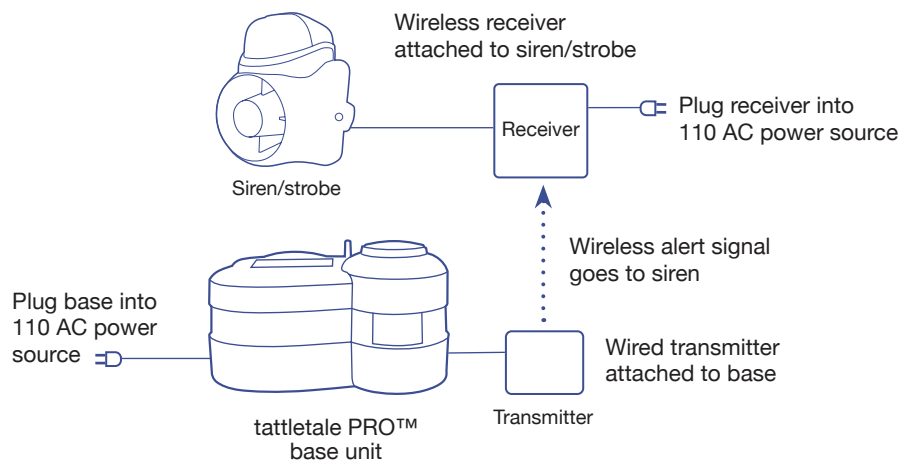 Wireless receiver
attached to siren/strobe
Receiver
Plug receiver into
110 AC power source
Siren/strobe
Wireless alert signal
goes to siren
Plug base into
110 AC power
source
Wired transmitter
attached to base
Transmitter
tattletale PRO™
base unit